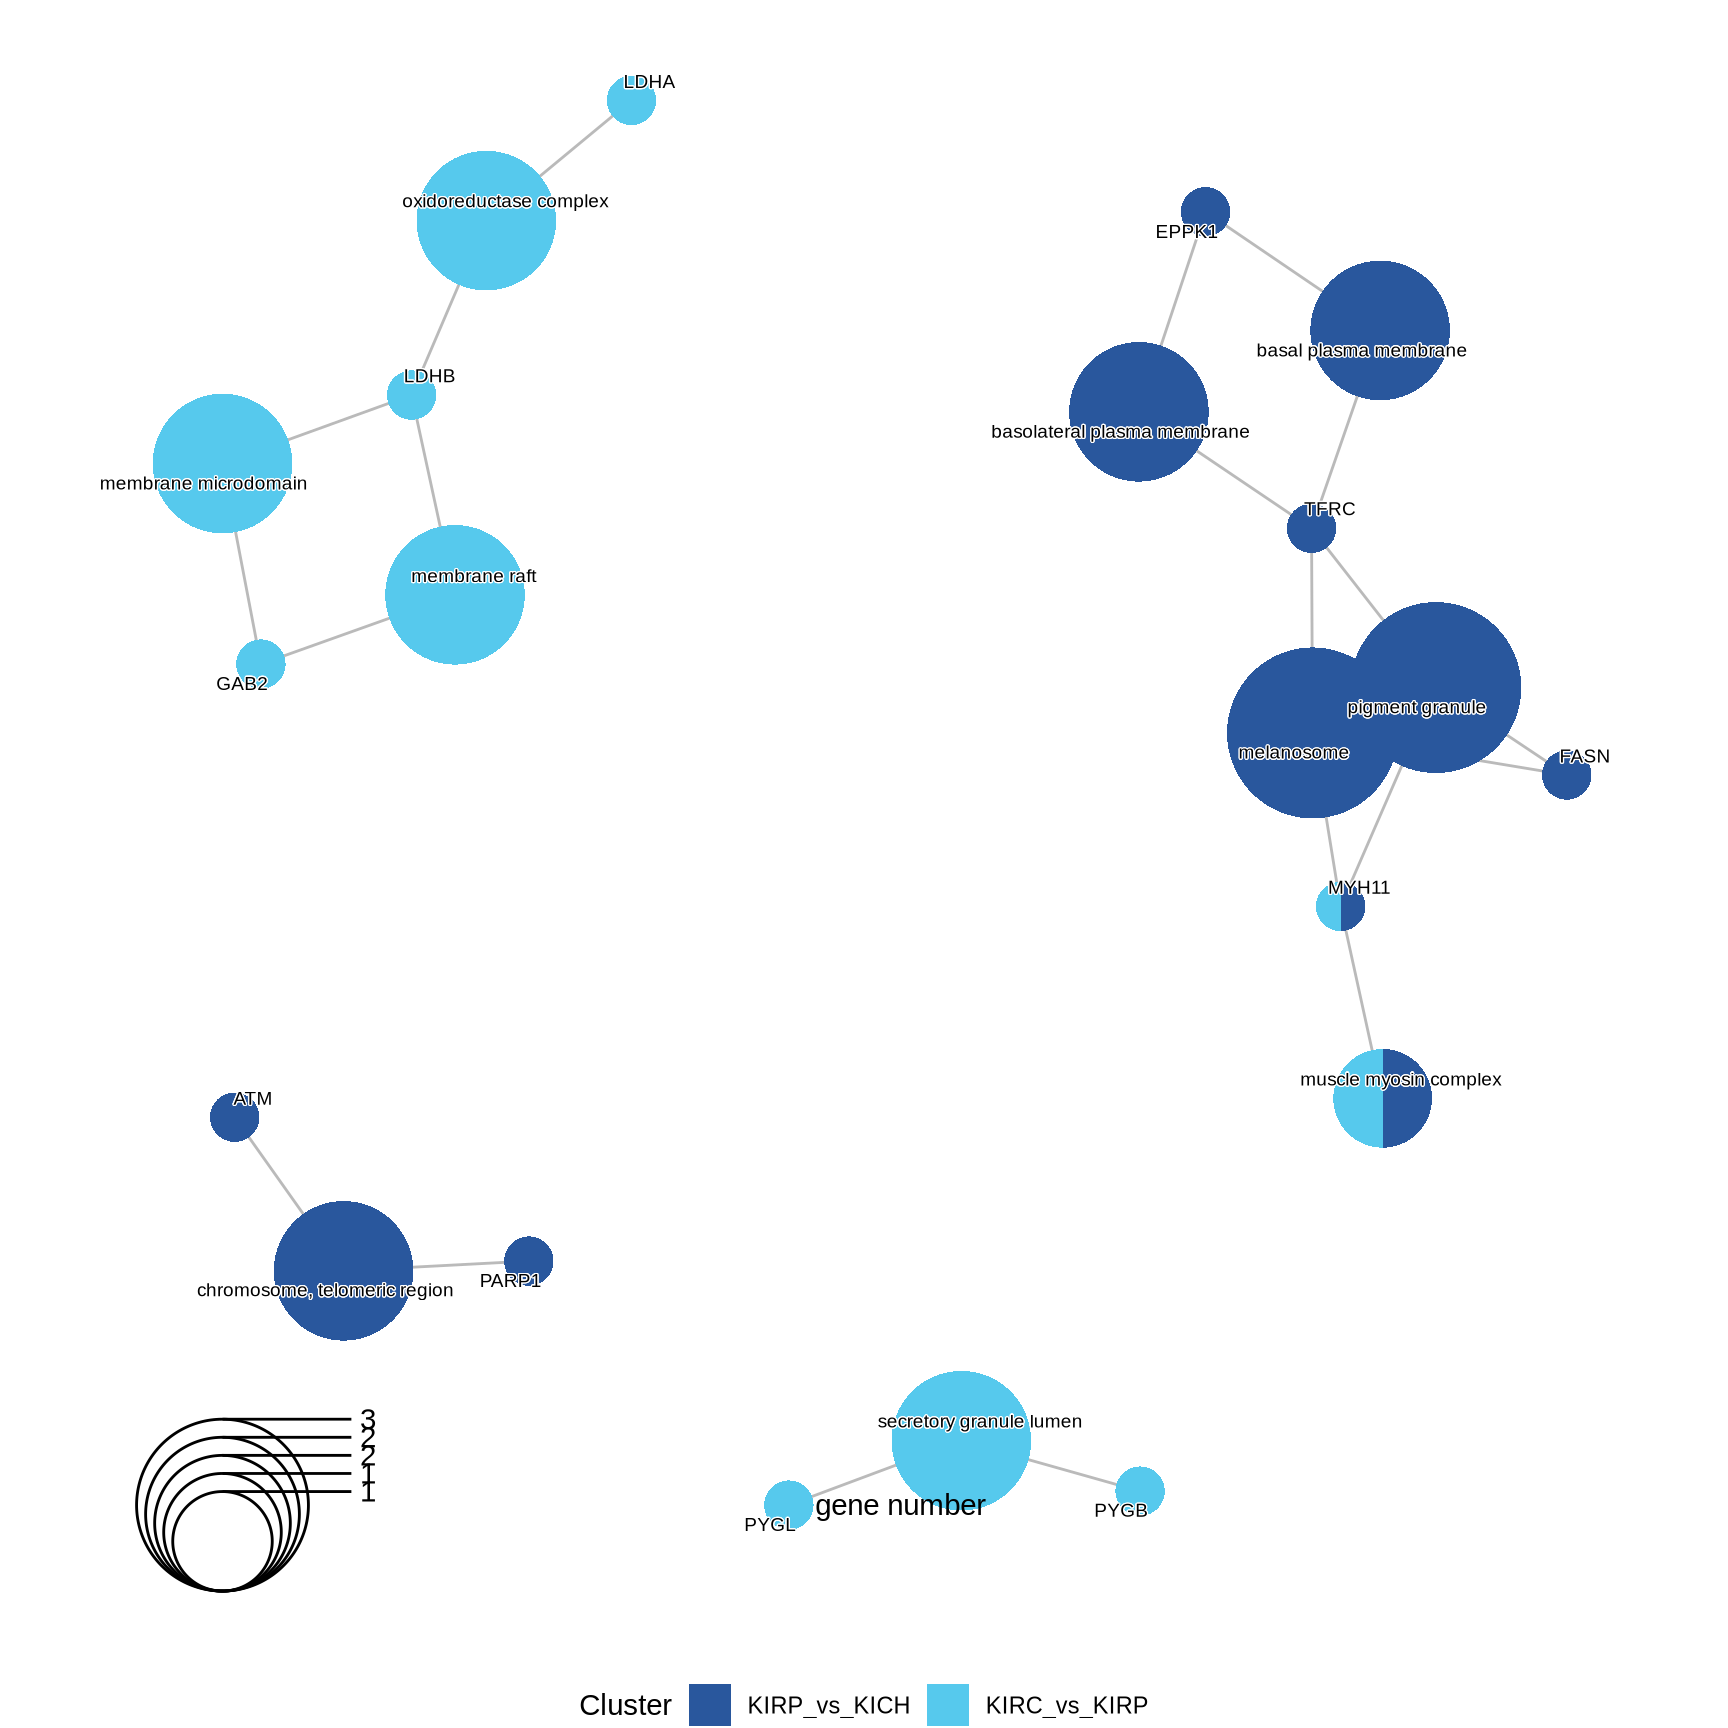 LDHA
oxidoreductase complex
EPPK1
basal plasma membrane
LDHB
basolateral plasma membrane
membrane microdomain
TFRC
membrane raft
GAB2
pigment granule
melanosome
FASN
MYH11
muscle myosin complex
ATM
PARP1
chromosome, telomeric region
3
2
2
1
1
secretory granule lumen
gene number
PYGL
PYGB
Cluster KIRP_vs_KICH KIRC_vs_KIRP